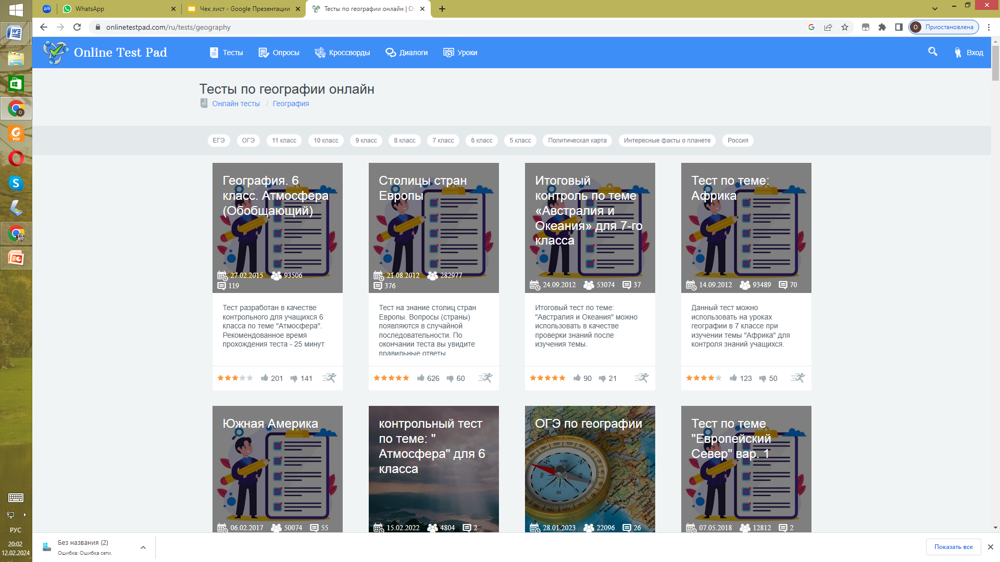 WhatsApp
Чек лист - Google Презентации
Тесты по географии онлайн | On
onlinetestpad.com/ru/tests/geography
Приостановлена
Online Test Pad
Тесты
Опросы
Кроссворды
Диалоги
Уроки
Вход
Тесты по географии онлайн
Онлайн тесты / География
ЕГЭ
ОГЭ
11 класс
10 класс
9 класс
8 класс
7 класс
6 класс
5 класс
Политическая карта
Интересные факты о планете
Россия
География. 6
класс. Атмосфера
(Обобщающий)
27.02.2015 93506
119
Тест разработан в качестве
контрольного для учащихся 6
класса по теме "Атмосфера".
Рекомендованное время
прохождения теста - 25 минут
201 141
Столицы стран
Европы
21.08.2012 282977
376
Тест на знание столиц стран
Европы. Вопросы (страны)
появляются в случайной
последовательности. По
окончании теста вы увидите
правильные ответы
626 60
Итоговый
контроль по теме
«Австралия и
Океания» для 7-го
класса
24.09.2012 53074 37
Итоговый тест по теме:
"Австралия и Океания" можно
использовать в качестве
проверки знаний после
изучения темы.
90 21
Тест по теме:
Африка
14.09.2012 93489 70
Данный тест можно
использовать на уроках
географии в 7 классе при
изучении темы "Африка" для
контроля знаний учащихся.
123 50
Южная Америка
06.02.2017 50074 55
контрольный тест
по теме: "
Атмосфера" для 6
класса
15.02.2022 4804 2
ОГЭ по географии
28.01.2023 22096 26
Тест по теме
"Европейский
Север" вар. 1
07.05.2018 12812 2
РУС
20:02
12.02.2024
Без названия (2)
Ошибка: Ошибка сети.
Показать все